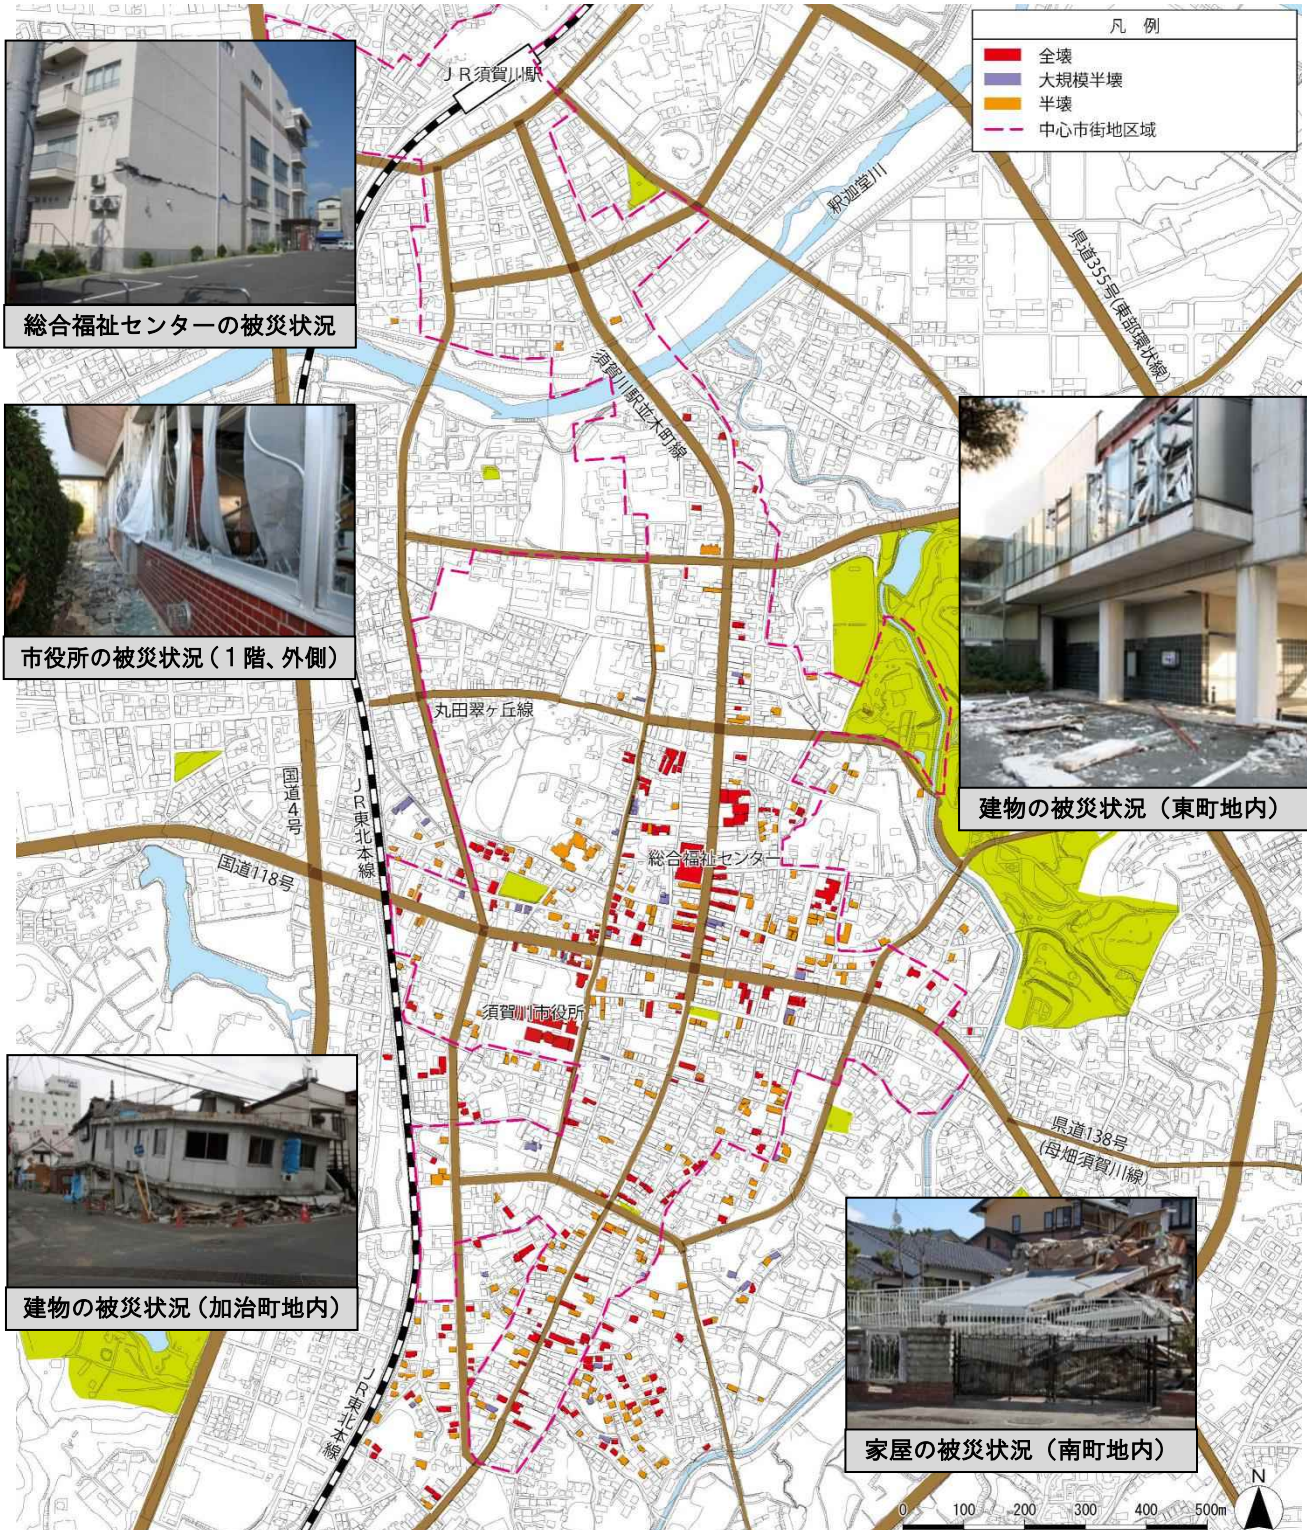 凡 例
全壊
大規模半壊
半壊
中心市街地区域
JR須賀川駅
釈迦堂川
県道355号(東部環状線)
総合福祉センターの被災状況
須賀川駅並木町線
市役所の被災状況(1階、外側)
丸田翠ヶ丘線
国道4号
JR東北本線
建物の被災状況(東町地内)
国道118号
総合福祉センター
須賀川市役所
県道138号
(母畑須賀川線)
建物の被災状況(加治町地内)
JR東北本線
家屋の被災状況(南町地内)
N
0 100 200 300 400 500m